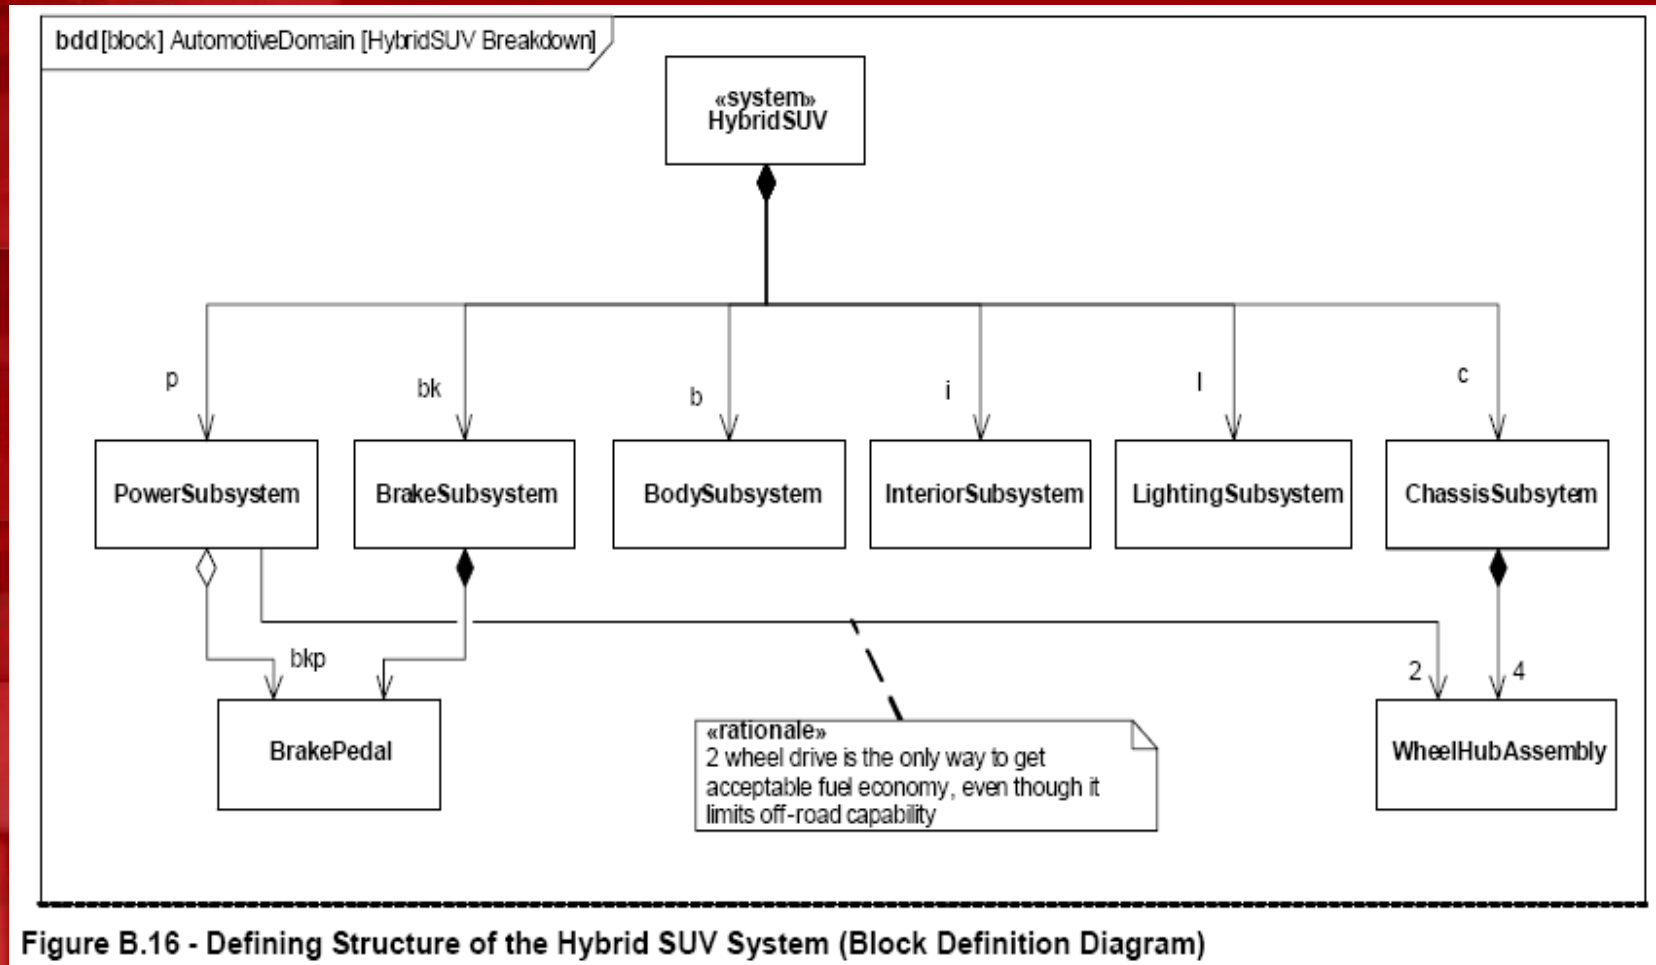 bdd[block] AutomotiveDomain [HybridSUV Breakdown]
«system»
HybridSUV
p
bk
b
i
l
c
PowerSubsystem
BrakeSubsystem
BodySubsystem
InteriorSubsystem
LightingSubsystem
ChassisSubsytem
bkp
2
4
BrakePedal
«rationale»
2 wheel drive is the only way to get
acceptable fuel economy, even though it
limits off-road capability
WheelHubAssembly
Figure B.16 - Defining Structure of the Hybrid SUV System (Block Definition Diagram)